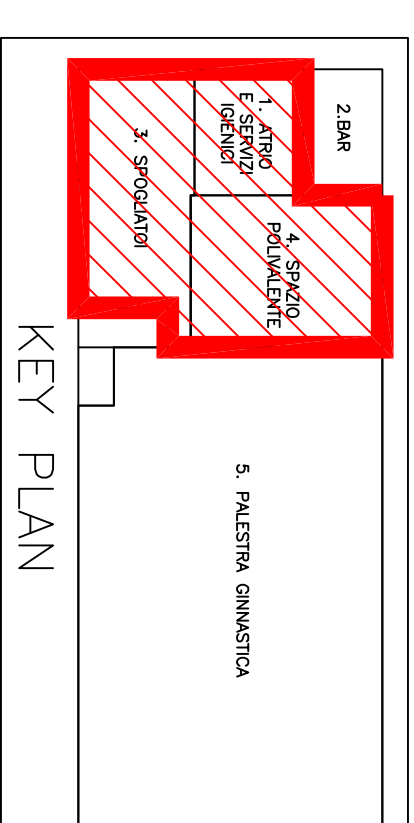 2.BAR
1. ATRIO
E SERVIZI
IGIENICI
4. SPAZIO
POLIVALENTE
3. SPOGLIATOI
5. PALESTRA GINNASTICA
KEY PLAN